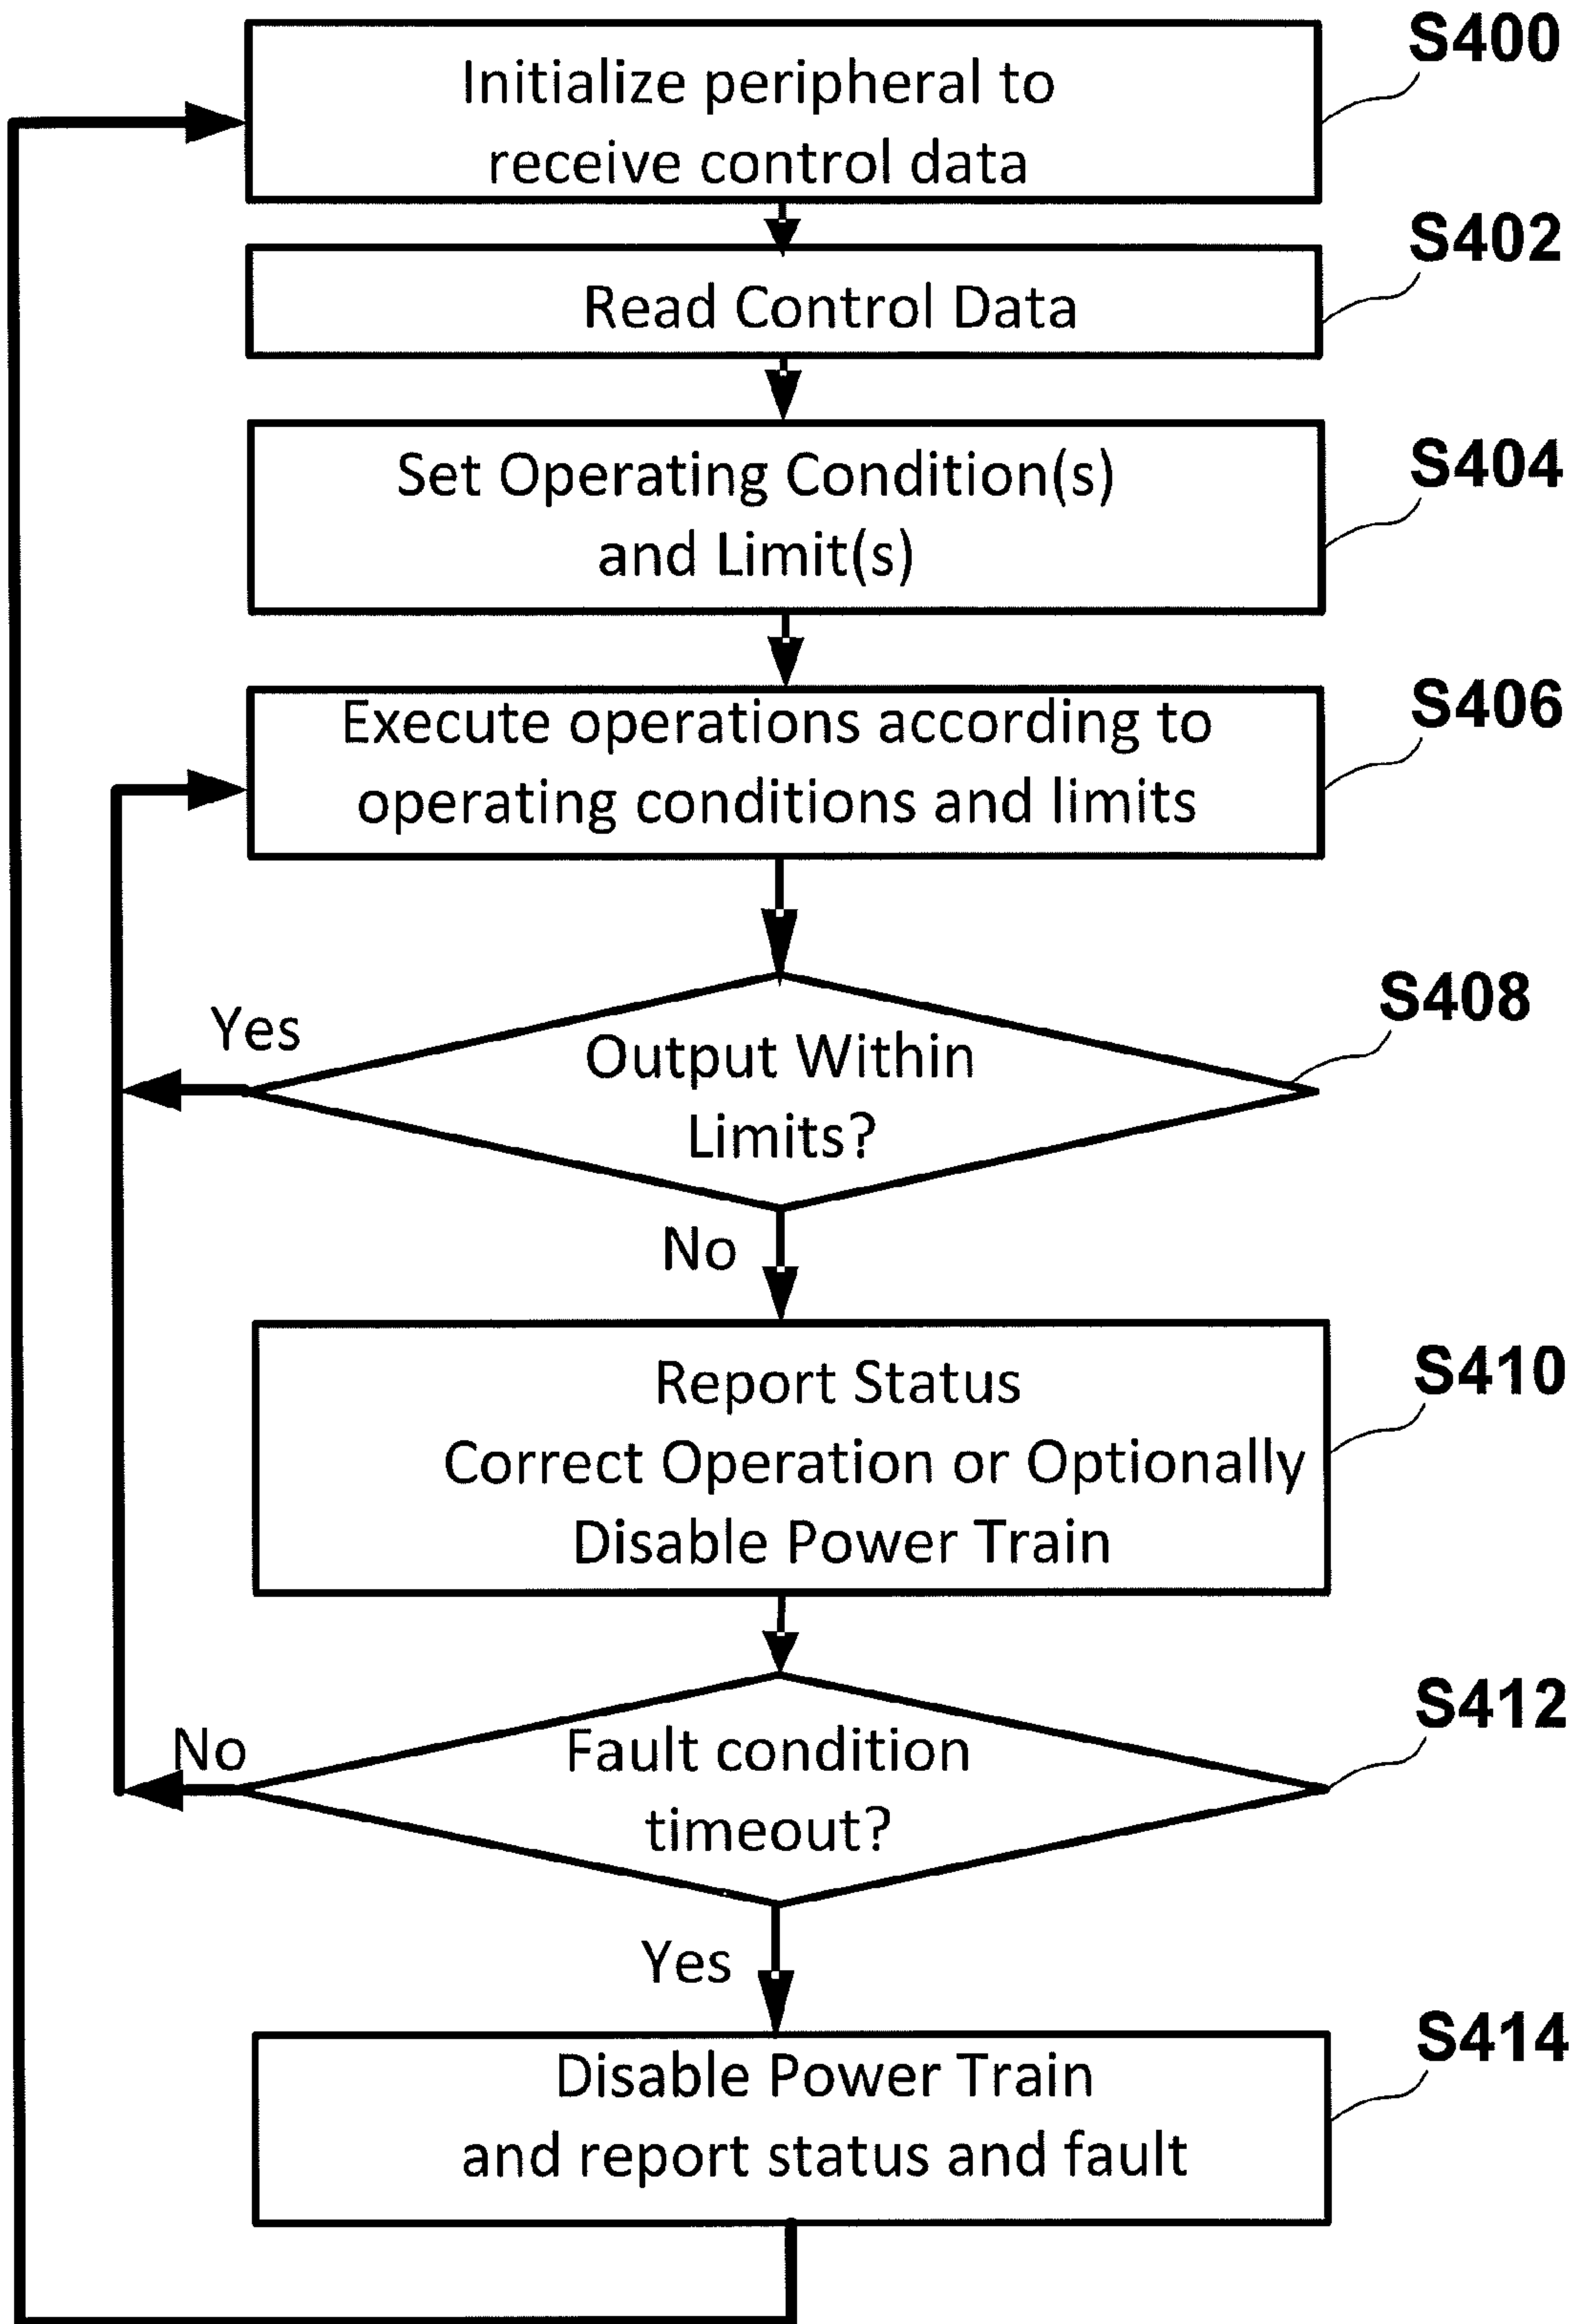 S400
Initialize peripheral to
receive control data
S402
Read Control Data
S404
Set Operating Condition(s)
and Limit(s)
S406
Execute operations according to
operating conditions and limits
S408
Yes
Output Within
Limits?
No
S410
Report Status
Correct Operation or Optionally
Disable Power Train
S412
No
Fault condition
timeout?
Yes
S414
Disable Power Train
and report status and fault